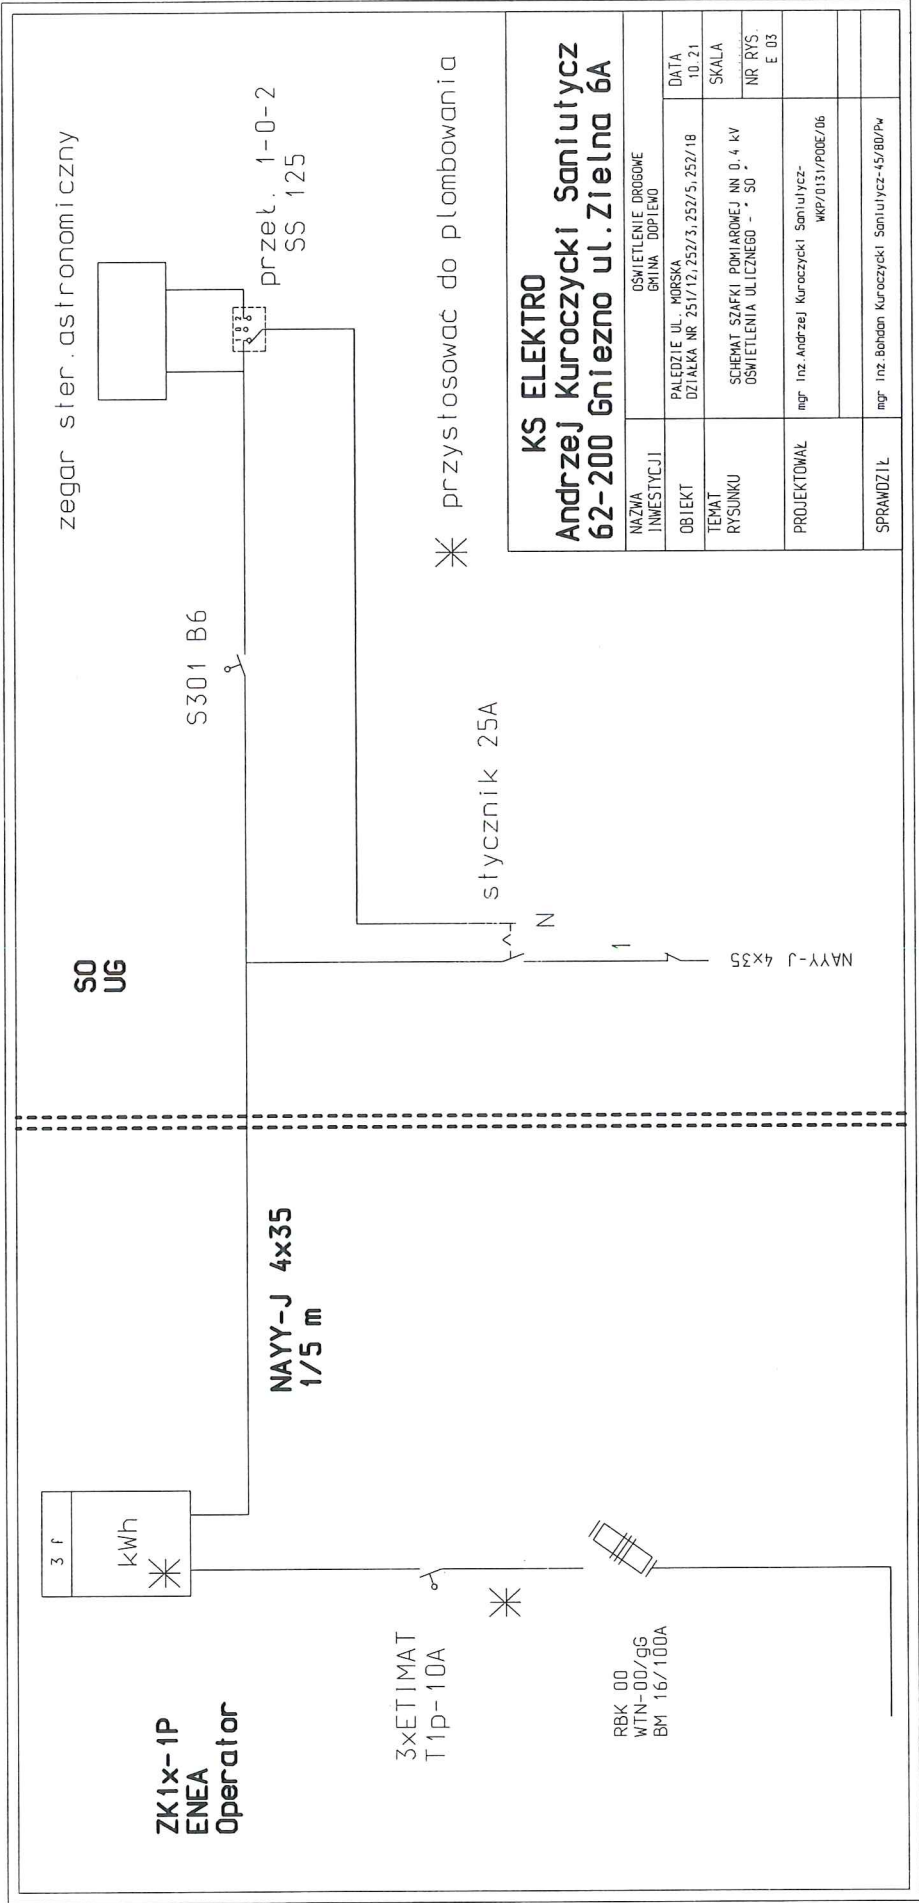 ZK1x-1P
ENEA
Operator
3 f
kWh
3xETIMAT
T1p-10A
RBK 00
WTN-00/gG
BM 16/100A
NAYY-J 4x35
1/5 m
SO
UG
S301 B6
zegar ster.astronomiczny
1 0 2
przeł. 1-0-2
SS 125
stycznik 25A
N
1
NAYY-J 4x35
przystosować do plombowania
KS ELEKTRO
Andrzej Kuroczycki Saniutycz
62-200 Gniezno ul.Zielna 6A
NAZWA
INWESTYCJI
OŚWIETLENIE DROGOWE
GMINA DOPIEWO
OBIEKT
PALĘDZIE UL. MORSKA
DZIAŁKA NR 251/12,252/3,252/5,252/18
DATA
10.21
TEMAT
RYSUNKU
SCHEMAT SZAFKI POMIAROWEJ NN 0,4 kV
OŚWIETLENIA ULICZNEGO - " SO "
SKALA
NR RYS.
E 03
PROJEKTOWAŁ
mgr inż.Andrzej Kuroczycki Saniutycz-
WKP/0131/POOE/06
SPRAWDZIŁ
mgr inż.Bohdan Kuroczycki Saniutycz-45/80/Pw